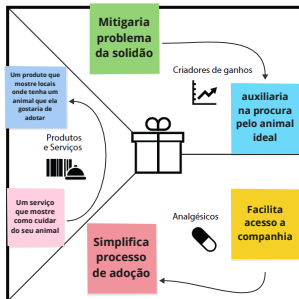 Mitigaria
problema
da solidão
Criadores de ganhos
Um produto que
mostre locais
onde tenha um
animal que ela
gostaria de
adotar
auxiliaria
na procura
pelo animal
ideal
Produtos
e Serviços
Um serviço
que mostre
como cuidar
do seu animal
Analgésicos
Facilita
acesso a
companhia
Simplifica
processo
de adoção